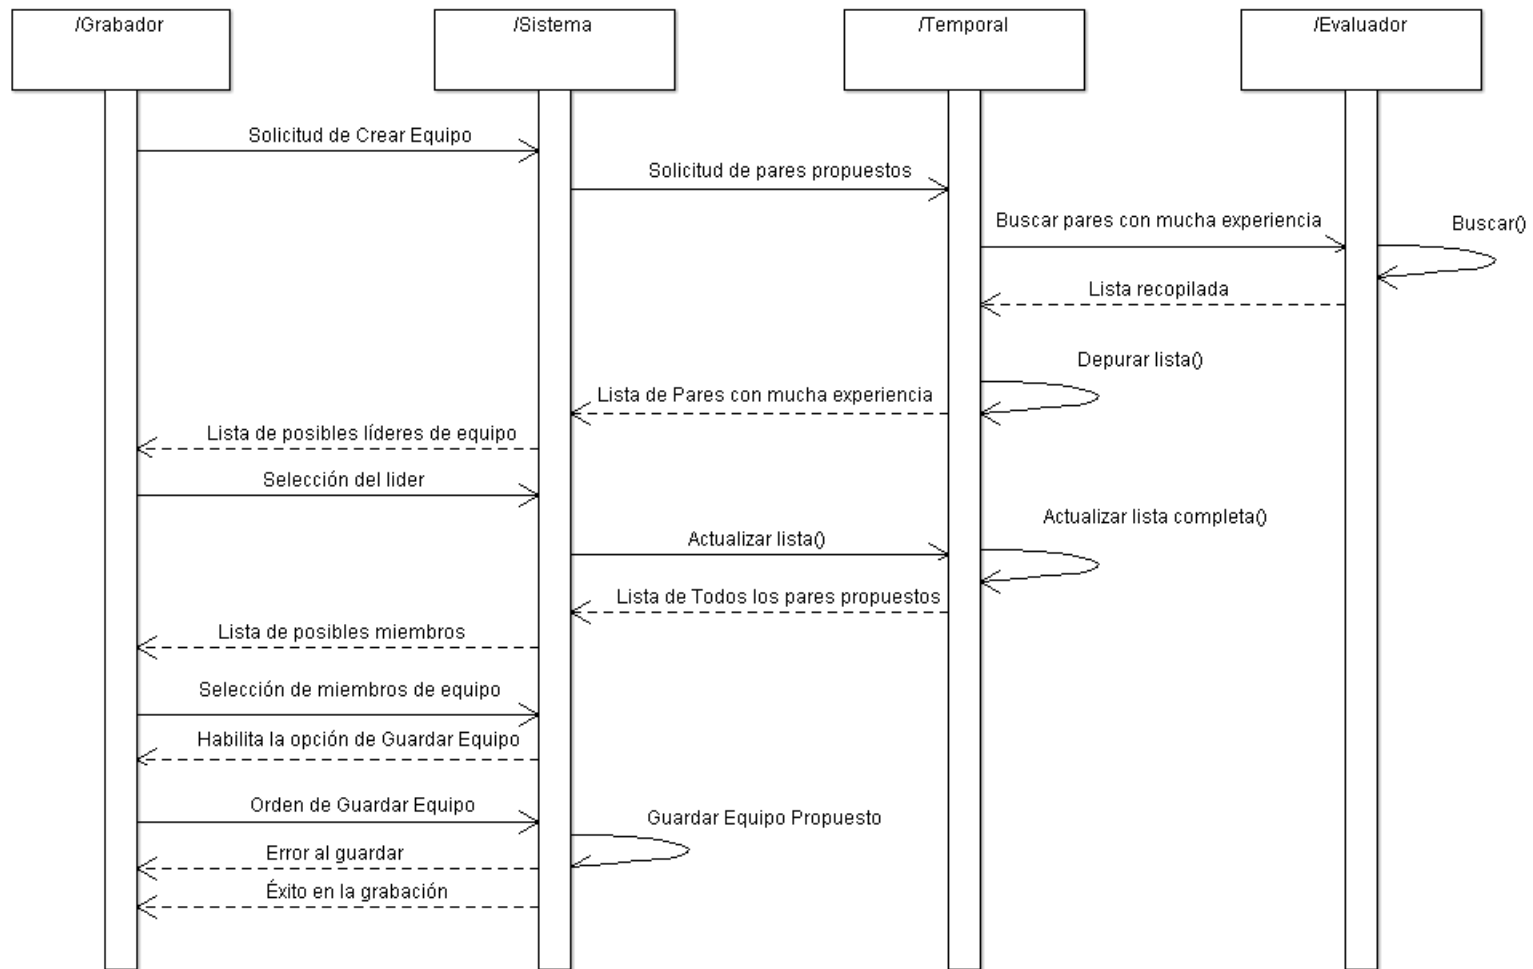 /Grabador
/Sistema
/Temporal
/Evaluador
Solicitud de Crear Equipo
Solicitud de pares propuestos
Buscar pares con mucha experiencia
Buscar()
Lista recopilada
Depurar lista()
Lista de Pares con mucha experiencia
Lista de posibles líderes de equipo
Selección del lider
Actualizar lista completa()
Actualizar lista()
Lista de Todos los pares propuestos
Lista de posibles miembros
Selección de miembros de equipo
Habilita la opción de Guardar Equipo
Orden de Guardar Equipo
Guardar Equipo Propuesto
Error al guardar
Éxito en la grabación